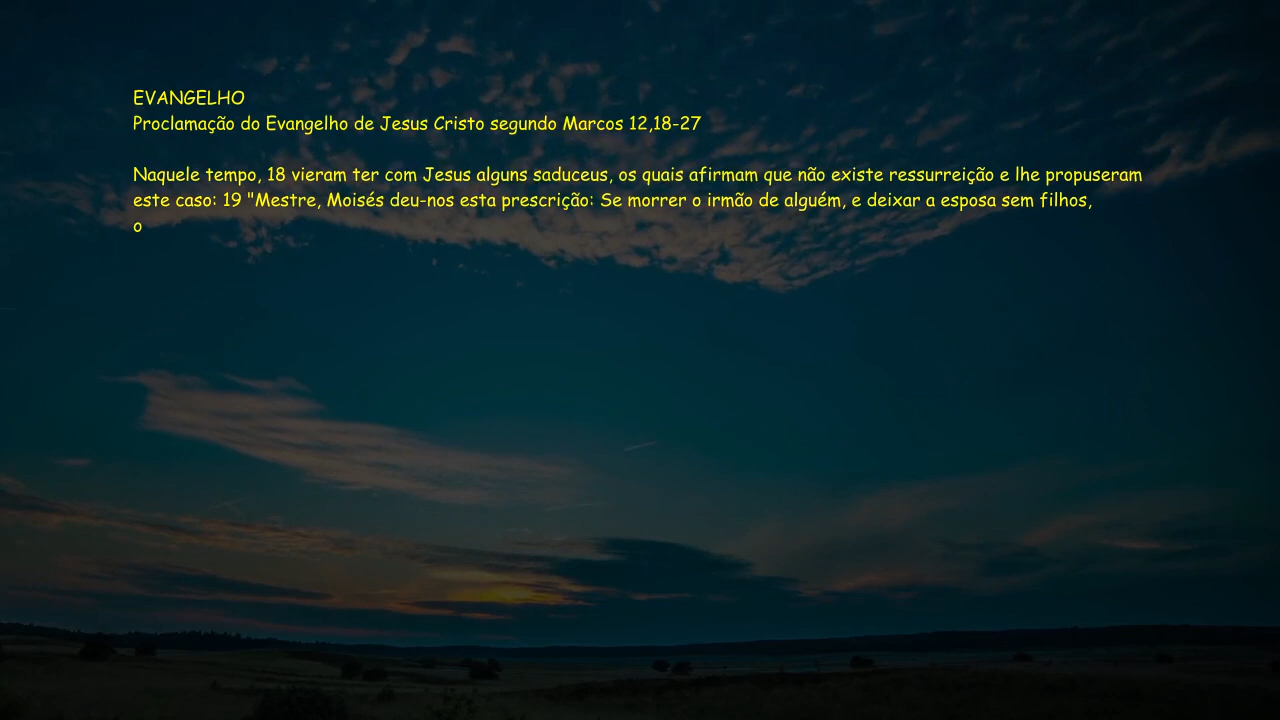 EVANGELHO
Proclamação do Evangelho de Jesus Cristo segundo Marcos 12,18-27
Naquele tempo, 18 vieram ter com Jesus alguns saduceus, os quais afirmam que não existe ressurreição e lhe propuseram
este caso: 19 "Mestre, Moisés deu-nos esta prescrição: Se morrer o irmão de alguém, e deixar a esposa sem filhos,
o